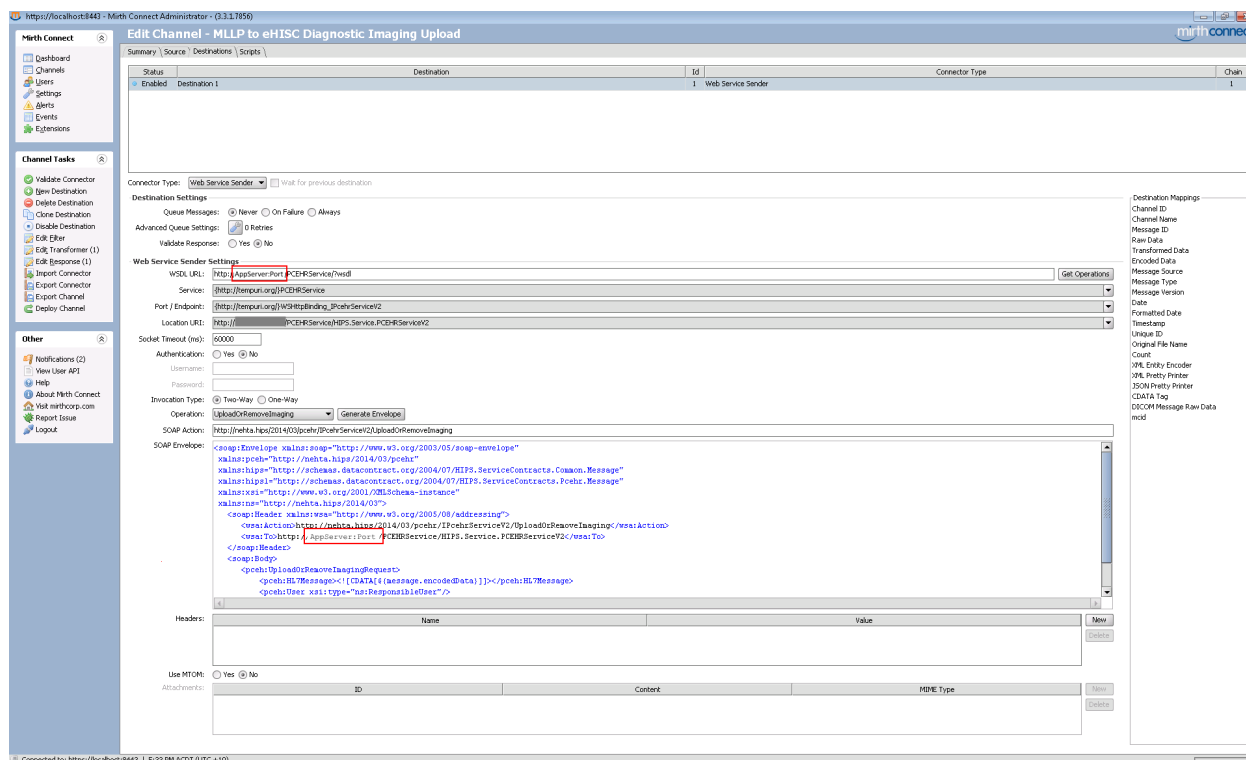 https://localhost:8443 - Mirth Connect Administrator - (3.3.1.7856)
Mirth Connect
Dashboard
Channels
Users
Settings
Alerts
Events
Extensions
Channel Tasks
Validate Connector
New Destination
Delete Destination
Clone Destination
Disable Destination
Edit Filter
Edit Transformer (1)
Edit Response (1)
Import Connector
Export Connector
Export Channel
Deploy Channel
Other
Notifications (2)
View User API
Help
About Mirth Connect
Visit mirthcorp.com
Report Issue
Logout
Edit Channel - MLLP to eHISC Diagnostic Imaging Upload
mirth connec
Summary Source Destinations Scripts
Status Destination Id Connector Type Chain
Enabled Destination 1 1 Web Service Sender 1
Connector Type: Web Service Sender Wait for previous destination
Destination Settings
Queue Messages: Never On Failure Always
Advanced Queue Settings: 0 Retries
Validate Response: Yes No
Web Service Sender Settings
WSDL URL: http:/ AppServer:Port /PCEHRService/?wsdl Get Operations
Service: {http://tempuri.org/}PCEHRService
Port / Endpoint: {http://tempuri.org/}WSHttpBinding_IPcehrServiceV2
Location URI: http:// /PCEHRService/HIPS.Service.PCEHRServiceV2
Socket Timeout (ms): 60000
Authentication: Yes No
Username:
Password:
Invocation Type: Two-Way One-Way
Operation: UploadOrRemoveImaging Generate Envelope
SOAP Action: http://nehta.hips/2014/03/pcehr/IPcehrServiceV2/UploadOrRemoveImaging
SOAP Envelope: <soap:Envelope xmlns:soap="http://www.w3.org/2003/05/soap-envelope"
xmlns:pceh="http://nehta.hips/2014/03/pcehr"
xmlns:hips="http://schemas.datacontract.org/2004/07/HIPS.ServiceContracts.Common.Message"
xmlns:hips1="http://schemas.datacontract.org/2004/07/HIPS.ServiceContracts.Pcehr.Message"
xmlns:xsi="http://www.w3.org/2001/XMLSchema-instance"
xmlns:ns="http://nehta.hips/2014/03">
<soap:Header xmlns:wsa="http://www.w3.org/2005/08/addressing">
<wsa:Action>http://nehta.hips/2014/03/pcehr/IPcehrServiceV2/UploadOrRemoveImaging</wsa:Action>
<wsa:To>http:/ AppServer:Port /PCEHRService/HIPS.Service.PCEHRServiceV2</wsa:To>
</soap:Header>
<soap:Body>
<pceh:UploadOrRemoveImagingRequest>
<pceh:HL7Message><![CDATA[${message.encodedData}]]></pceh:HL7Message>
<pceh:User xsi:type="ns:ResponsibleUser"/>
Headers: Name Value New
Delete
Use MTOM: Yes No
Attachments: ID Content MIME Type New
Delete
Destination Mappings
Channel ID
Channel Name
Message ID
Raw Data
Transformed Data
Encoded Data
Message Source
Message Type
Message Version
Date
Formatted Date
Timestamp
Unique ID
Original File Name
Count
XML Entity Encoder
XML Pretty Printer
JSON Pretty Printer
CDATA Tag
DICOM Message Raw Data
mcid
Connected to: https://localhost:8443 | 5:33 PM ACDT (UTC +10)